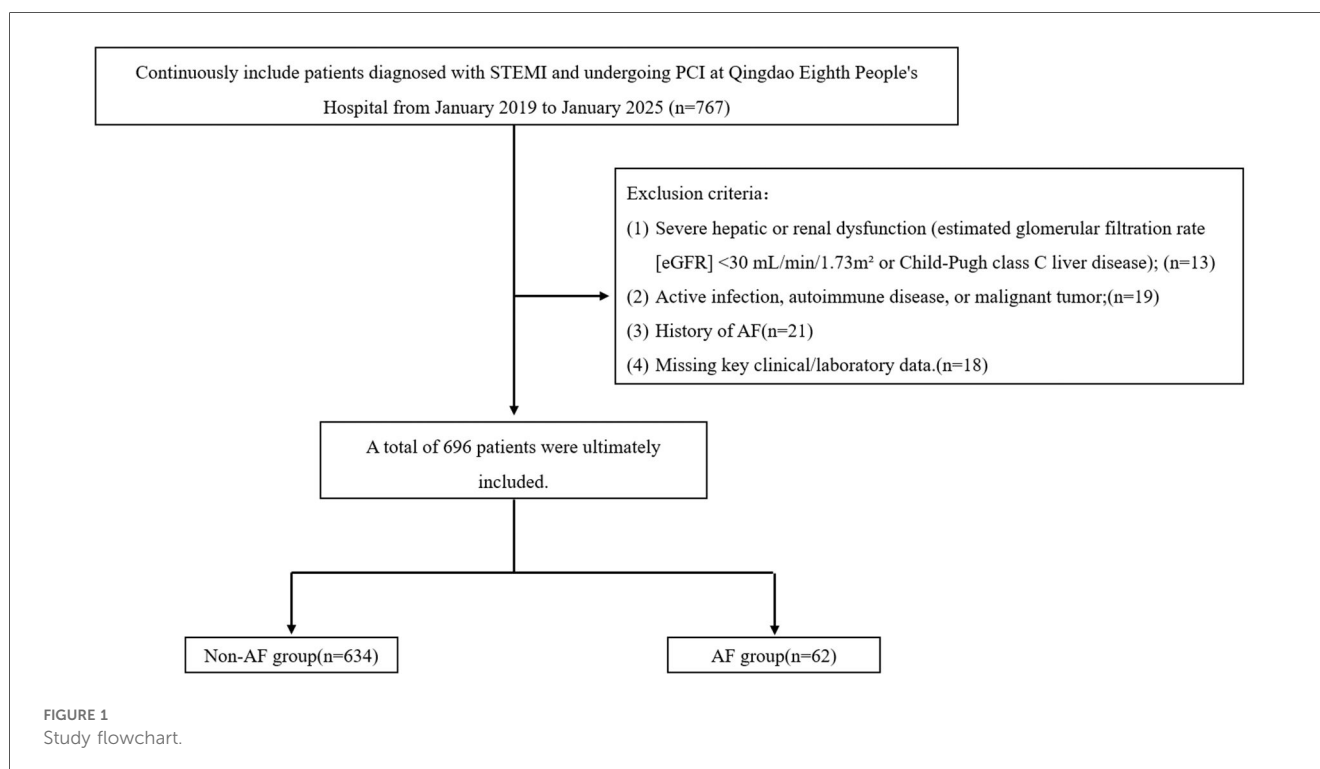 Continuously include patients diagnosed with STEMI and undergoing PCI at Qingdao Eighth People's
Hospital from January 2019 to January 2025 (n=767)
Exclusion criteria：
(1) Severe hepatic or renal dysfunction (estimated glomerular filtration rate
[eGFR] <30 mL/min/1.73m² or Child-Pugh class C liver disease); (n=13)
(2) Active infection, autoimmune disease, or malignant tumor;(n=19)
(3) History of AF(n=21)
(4) Missing key clinical/laboratory data.(n=18)
A total of 696 patients were ultimately
included.
Non-AF group(n=634)
AF group(n=62)
FIGURE 1
Study flowchart.